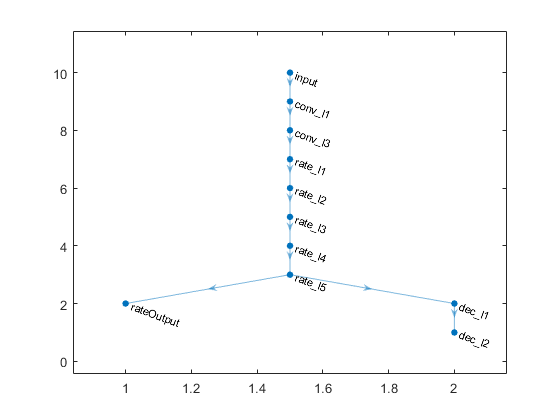 10
input
conv_l1
conv_l3
8
rate_l1
rate_l2
6
rate_l3
rate_l4
4
rate_l5
2
rateOutput
dec_l1
dec_l2
0
1
1.2
1.4
1.6
1.8
2